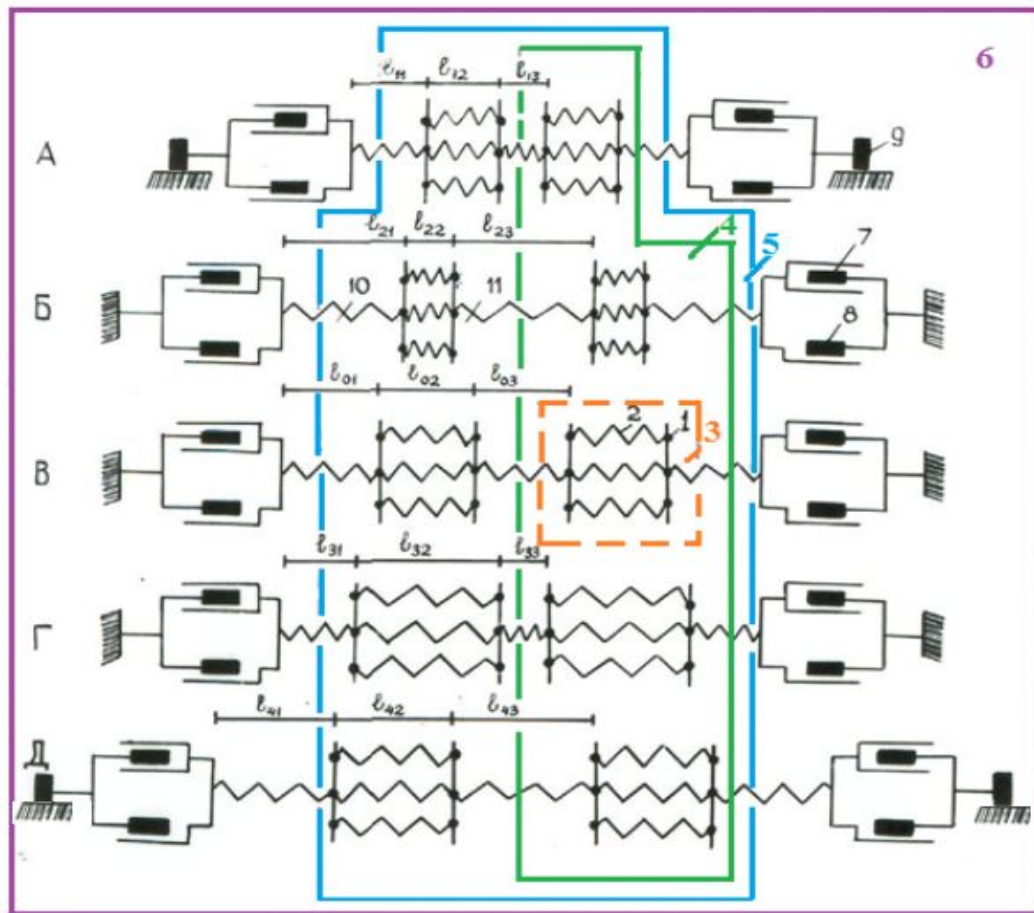 6
ℓ₁₁ ℓ₁₂ ℓ₁₃
А 9
ℓ₂₁ ℓ₂₂ ℓ₂₃ 4 5
7
Б 10 11
8
ℓ₀₁ ℓ₀₂ ℓ₀₃
2 1 3
В
ℓ₃₁ ℓ₃₂ ℓ₃₃
Г
ℓ₄₁ ℓ₄₂ ℓ₄₃
Д